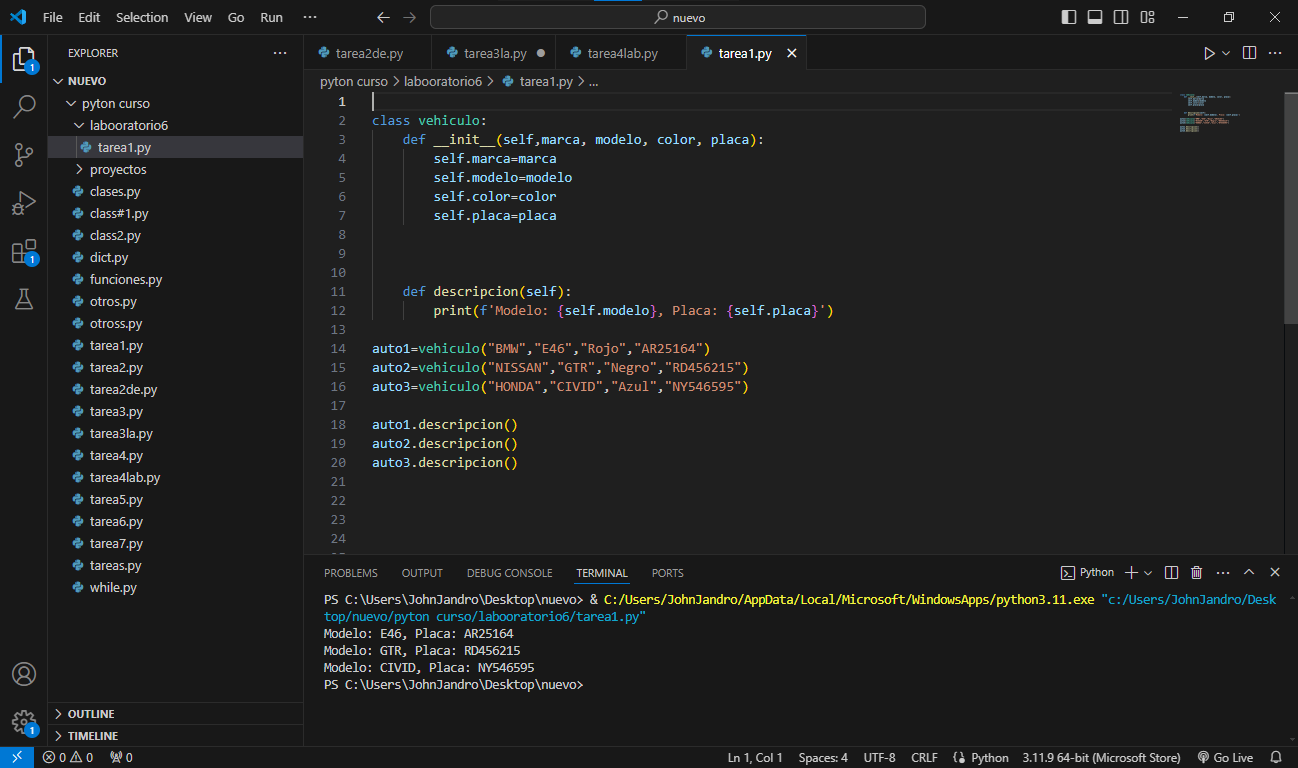 File Edit Selection View Go Run ··· nuevo
EXPLORER ···
NUEVO
pyton curso
labooratorio6
tarea1.py
proyectos
clases.py
class#1.py
class2.py
dict.py
funciones.py
otros.py
otross.py
tarea1.py
tarea2.py
tarea2de.py
tarea3.py
tarea3la.py
tarea4.py
tarea4lab.py
tarea5.py
tarea6.py
tarea7.py
tareas.py
while.py
OUTLINE
TIMELINE
1
1
1
tarea2de.py tarea3la.py tarea4lab.py tarea1.py
pyton curso > labooratorio6 > tarea1.py > ...
1
2 class vehiculo:
3 def __init__(self,marca, modelo, color, placa):
4 self.marca=marca
5 self.modelo=modelo
6 self.color=color
7 self.placa=placa
8
9
10
11 def descripcion(self):
12 print(f'Modelo: {self.modelo}, Placa: {self.placa}')
13
14 auto1=vehiculo("BMW","E46","Rojo","AR25164")
15 auto2=vehiculo("NISSAN","GTR","Negro","RD456215")
16 auto3=vehiculo("HONDA","CIVID","Azul","NY546595")
17
18 auto1.descripcion()
19 auto2.descripcion()
20 auto3.descripcion()
21
22
23
24
PROBLEMS OUTPUT DEBUG CONSOLE TERMINAL PORTS Python
PS C:\Users\JohnJandro\Desktop\nuevo> & C:/Users/JohnJandro/AppData/Local/Microsoft/WindowsApps/python3.11.exe "c:/Users/JohnJandro/Desk
top/nuevo/pyton curso/labooratorio6/tarea1.py"
Modelo: E46, Placa: AR25164
Modelo: GTR, Placa: RD456215
Modelo: CIVID, Placa: NY546595
PS C:\Users\JohnJandro\Desktop\nuevo>
0 0 0 Ln 1, Col 1 Spaces: 4 UTF-8 CRLF Python 3.11.9 64-bit (Microsoft Store) Go Live